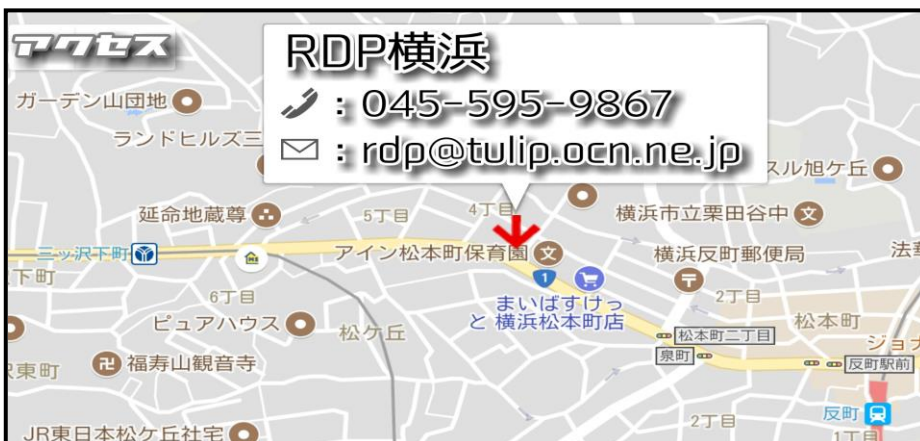 アクセス
RDP横浜
: 045-595-9867
: rdp@tulip.ocn.ne.jp
ガーデン山団地
ランドヒルズ三
スル旭ケ丘
延命地蔵尊
5丁目
4丁目
横浜市立栗田谷中
三ッ沢下町
アイン松本町保育園
横浜反町郵便局
法
下町
1
6丁目
まいばすけっ
と 横浜松本町店
2丁目
ピュアハウス
松ケ丘
松本町
松本町二丁目
ジョナ
泉町
東町
福寿山観音寺
反町駅前
反町
2丁目
JR東日本松ケ丘社宅
1丁目